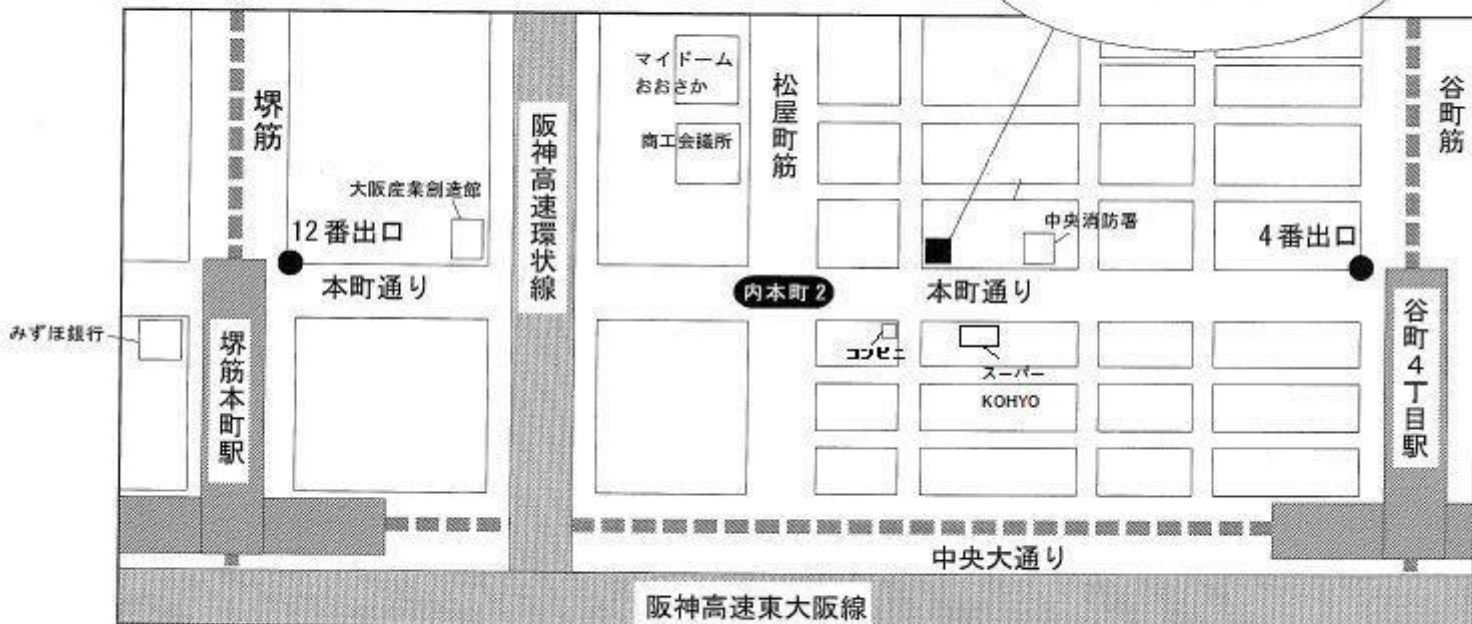 マイドーム
おおさか
商工会議所
堺筋
阪神高速環状線
松屋町筋
谷町筋
大阪産業創造館
12番出口
中央消防署
4番出口
本町通り
内本町2
本町通り
みずほ銀行
堺筋本町駅
コンビニ
スーパー
KOHYO
谷町4丁目駅
中央大通り
阪神高速東大阪線